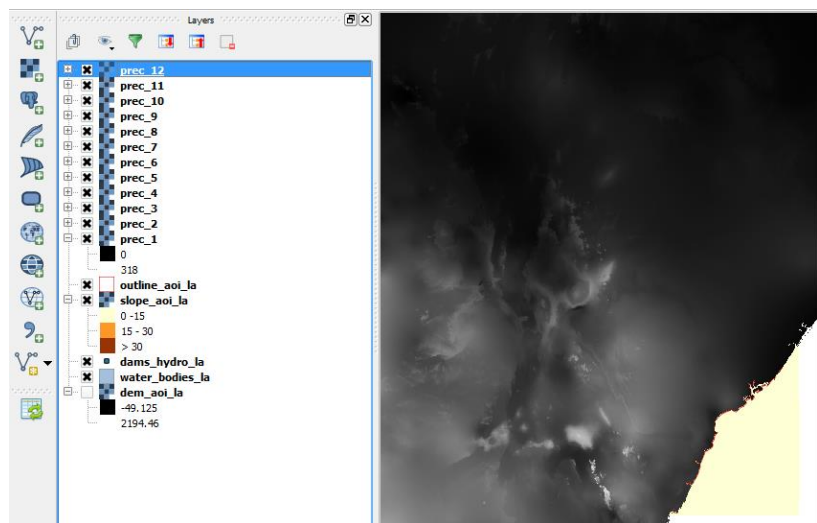 Layers
prec_12
prec_11
prec_10
prec_9
prec_8
prec_7
prec_6
prec_5
prec_4
prec_3
prec_2
prec_1
0
318
outline_aoi_la
slope_aoi_la
0 -15
15 - 30
> 30
dams_hydro_la
water_bodies_la
dem_aoi_la
-49.125
2194.46